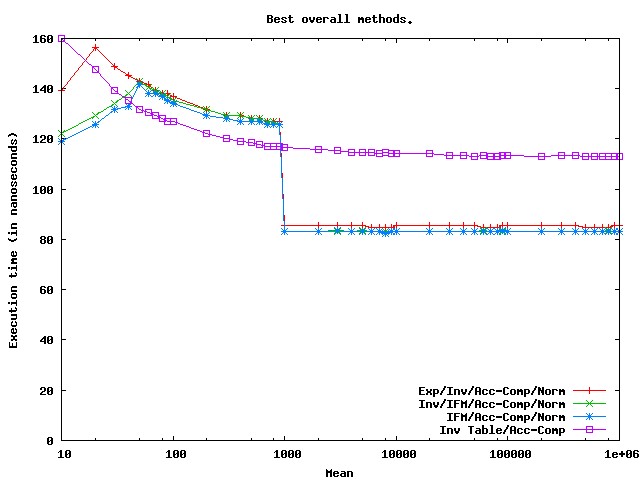 Best overall methods.
160
140
120
100
80
60
40
20
0
Execution time (in nanoseconds)
Exp/Inv/Acc-Comp/Norm
Inv/IFM/Acc-Comp/Norm
IFM/Acc-Comp/Norm
Inv Table/Acc-Comp
10 100 1000 10000 100000 1e+06
Mean